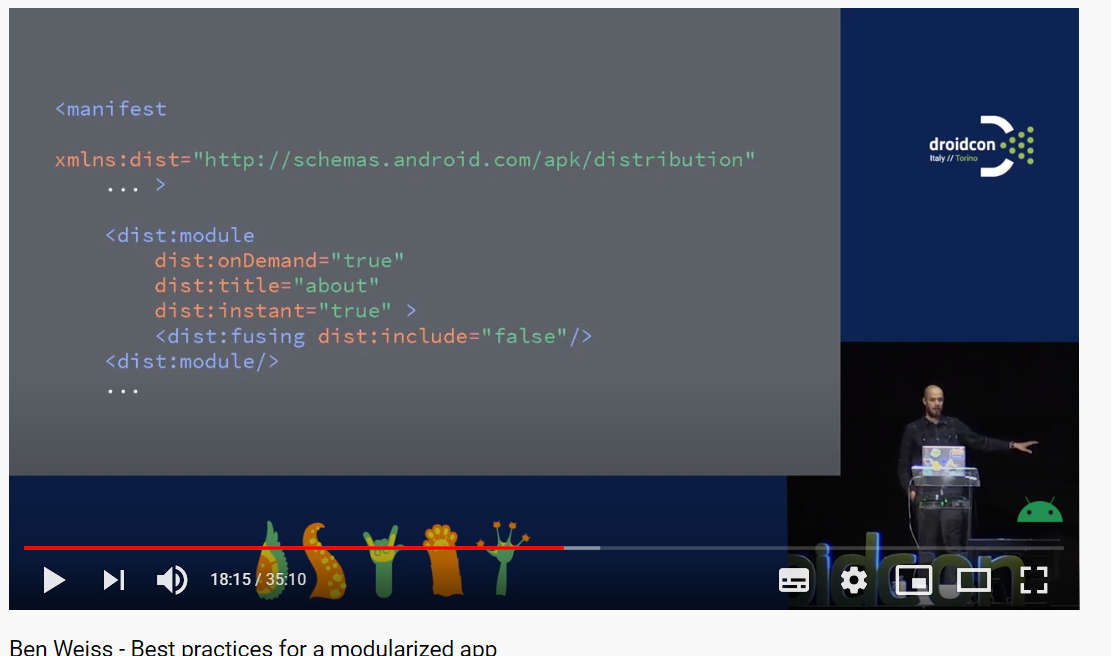 <manifest
xmlns:dist="http://schemas.android.com/apk/distribution"
... >
<dist:module
dist:onDemand="true"
dist:title="about"
dist:instant="true" >
<dist:fusing dist:include="false"/>
<dist:module/>
...
droidcon
Italy // Torino
oidcon
18:15 / 35:10
Ben Weiss - Best practices for a modularized app